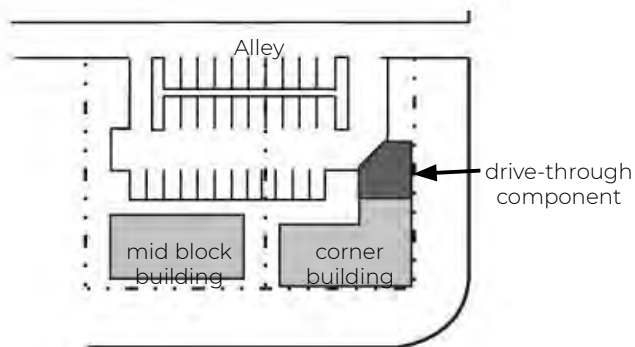 Alley
drive-through
component
mid block
building
corner
building